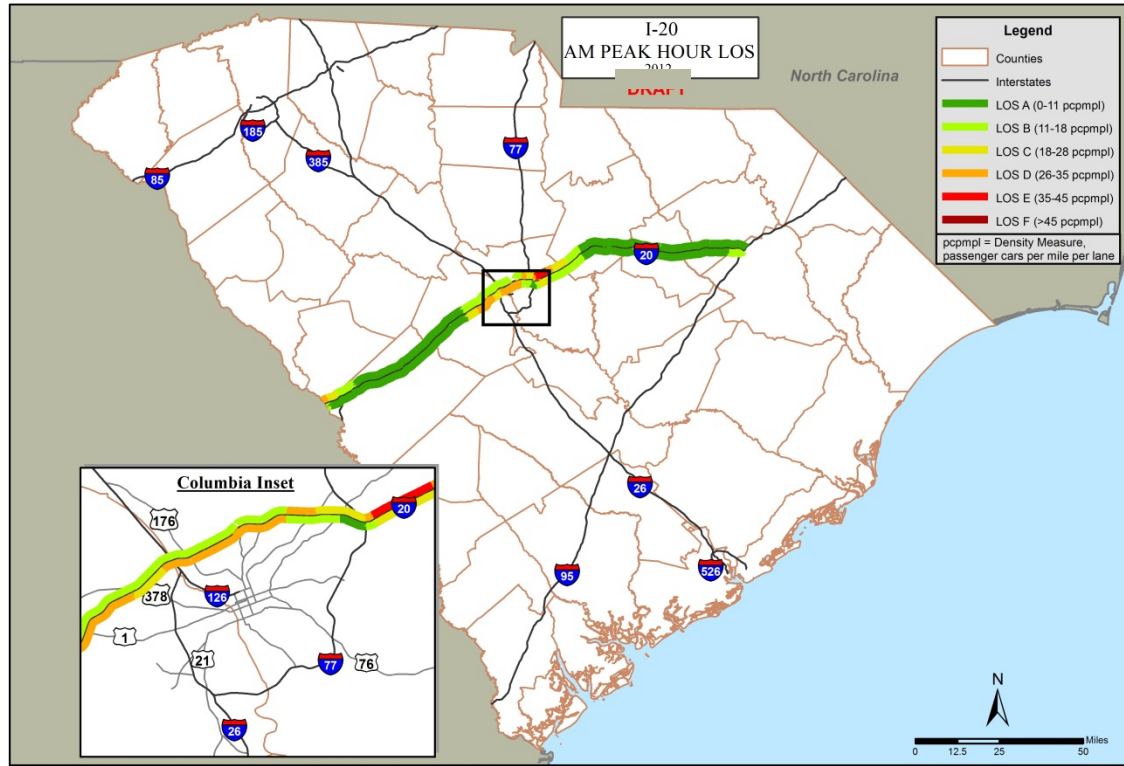 I-20
AM PEAK HOUR LOS
2012
DRAFT
North Carolina
Legend
Counties
Interstates
LOS A (0-11 pcpmpl)
LOS B (11-18 pcpmpl)
LOS C (18-28 pcpmpl)
LOS D (26-35 pcpmpl)
LOS E (35-45 pcpmpl)
LOS F (>45 pcpmpl)
pcpmpl = Density Measure,
passenger cars per mile per lane
185
85
385
77
20
26
95
526
Columbia Inset
176
20
378
126
1
21
77
76
26
N
Miles
0 12.5 25 50